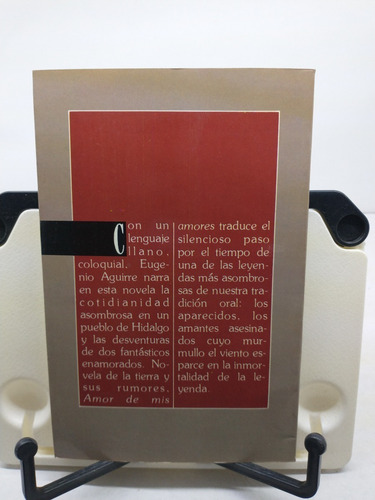 Con un
lenguaje
llano,
coloquial, Euge-
nio Aguirre narra
en esta novela la
cotidianidad
asombrosa en un
pueblo de Hidalgo
y las desventuras
de dos fantásticos
enamorados. No-
vela de la tierra y
sus rumores.
Amor de mis
amores traduce el
silencioso paso
por el tiempo de
una de las leyen-
das más asombro-
sas de nuestra tra-
dición oral: los
aparecidos, los
amantes asesina-
dos cuyo mur-
mullo el viento es-
parce en la inmor-
talidad de la le-
yenda.